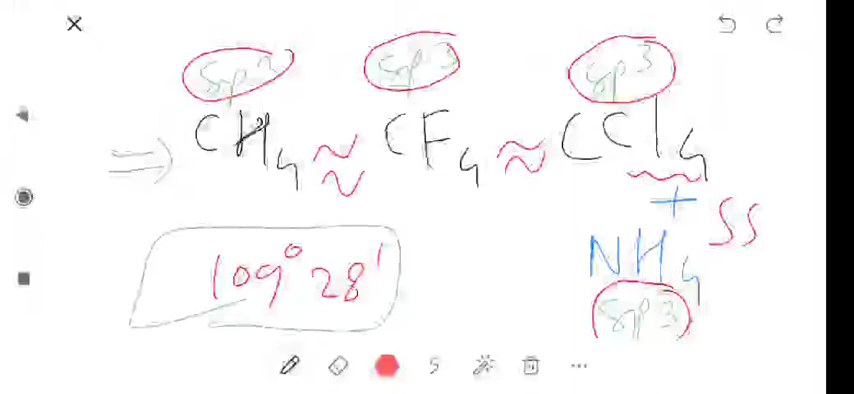 sp3 sp3 sp3
⇒ CH4 ≈ CF4 ≈ CCl4
+ SS
NH4
109° 28'
sp3